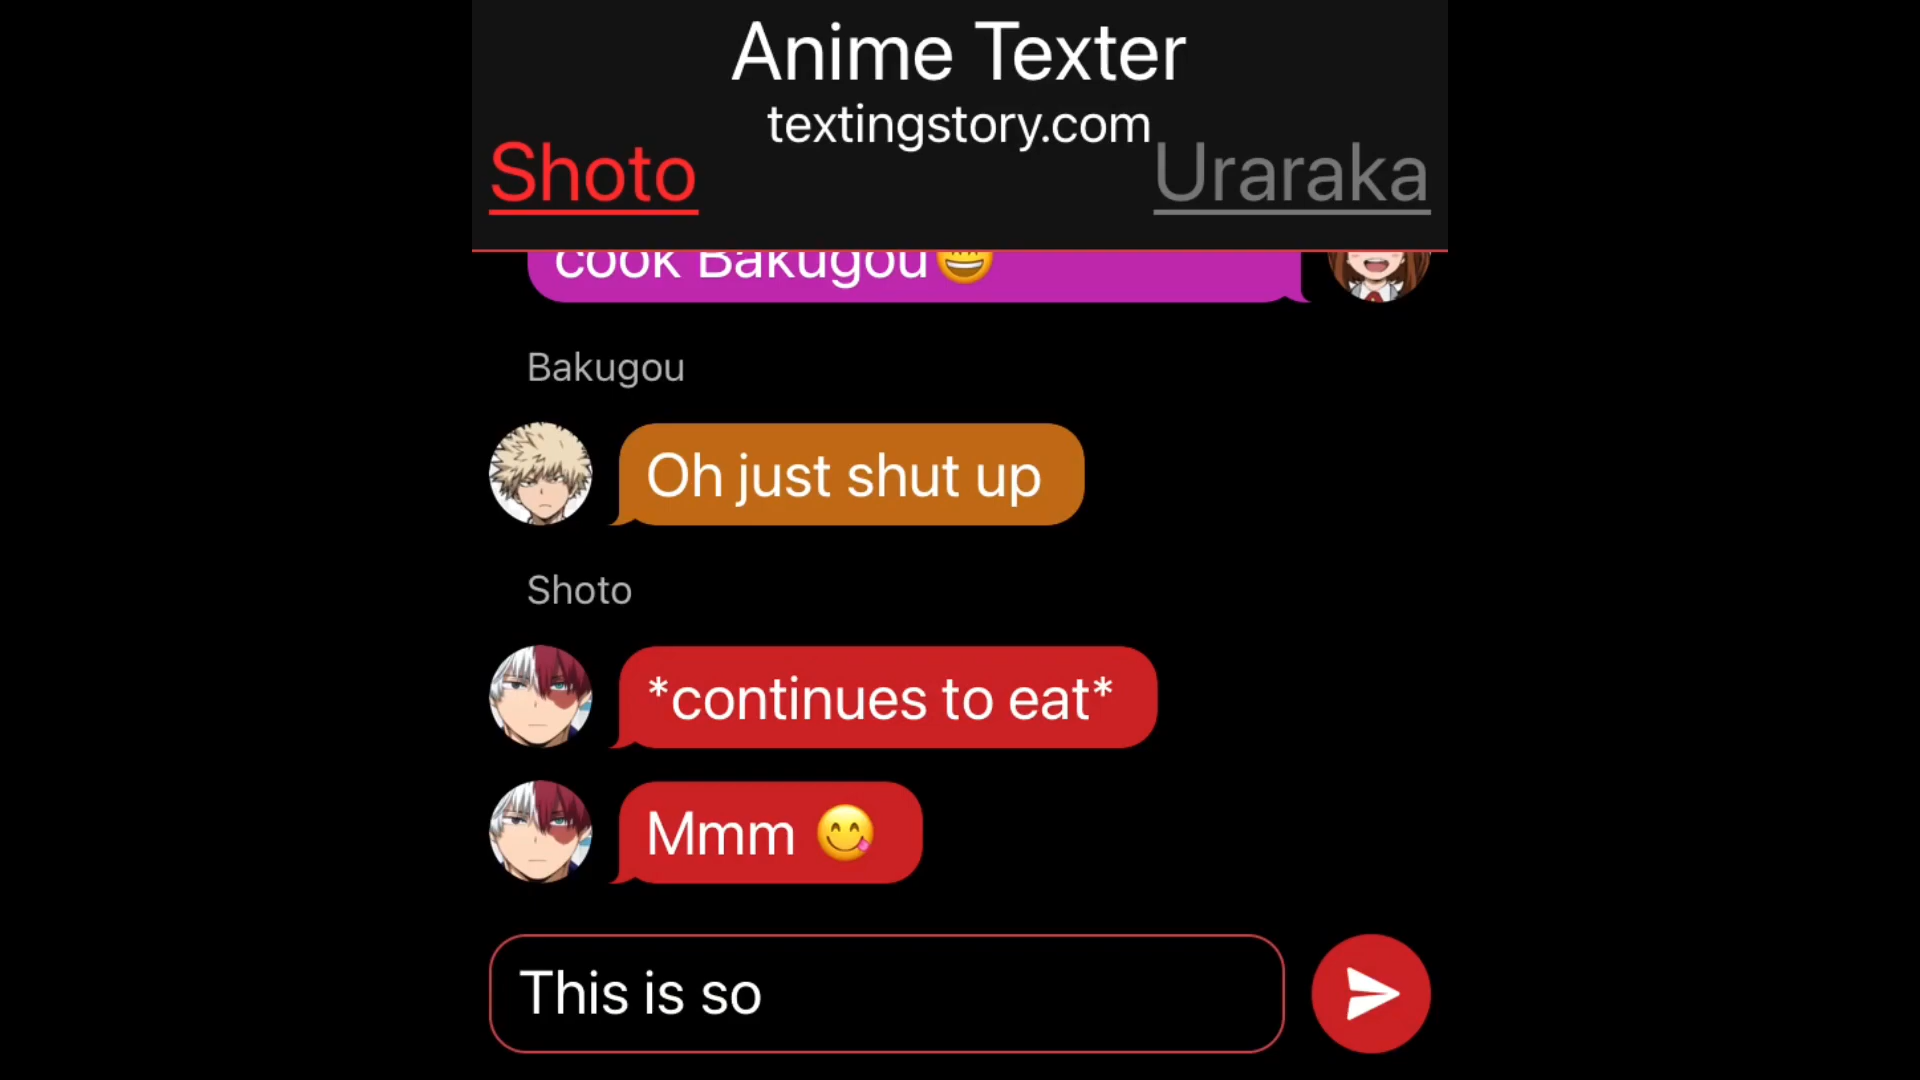 Anime Texter
textingstory.com
Shoto
Uraraka
cook Bakugou😄
Bakugou
Oh just shut up
Shoto
*continues to eat*
Mmm 😋
This is so